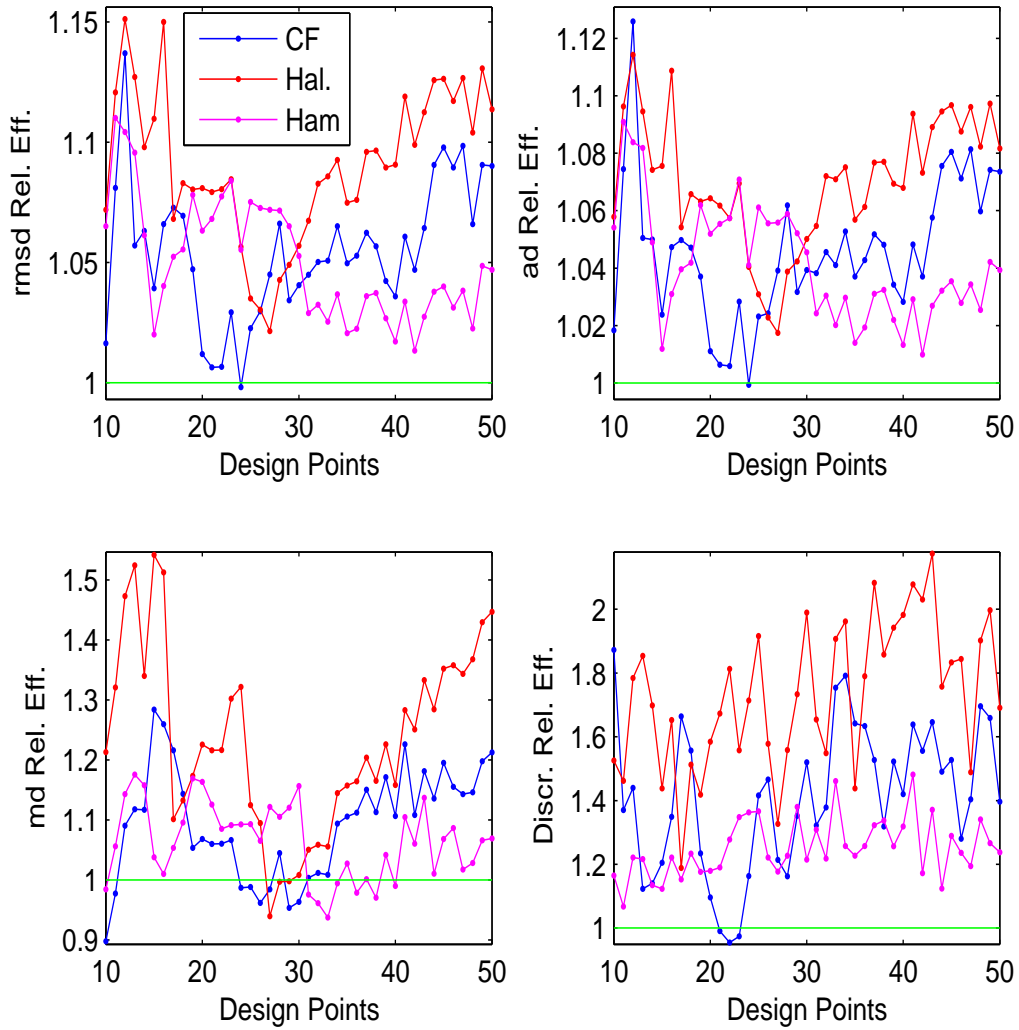 CF
Hal.
Ham
1.15
1.1
1.05
1
rmsd Rel. Eff.
10 20 30 40 50
Design Points
1.12
1.1
1.08
1.06
1.04
1.02
1
ad Rel. Eff.
10 20 30 40 50
Design Points
1.5
1.4
1.3
1.2
1.1
1
0.9
md Rel. Eff.
10 20 30 40 50
Design Points
2
1.8
1.6
1.4
1.2
1
Discr. Rel. Eff.
10 20 30 40 50
Design Points